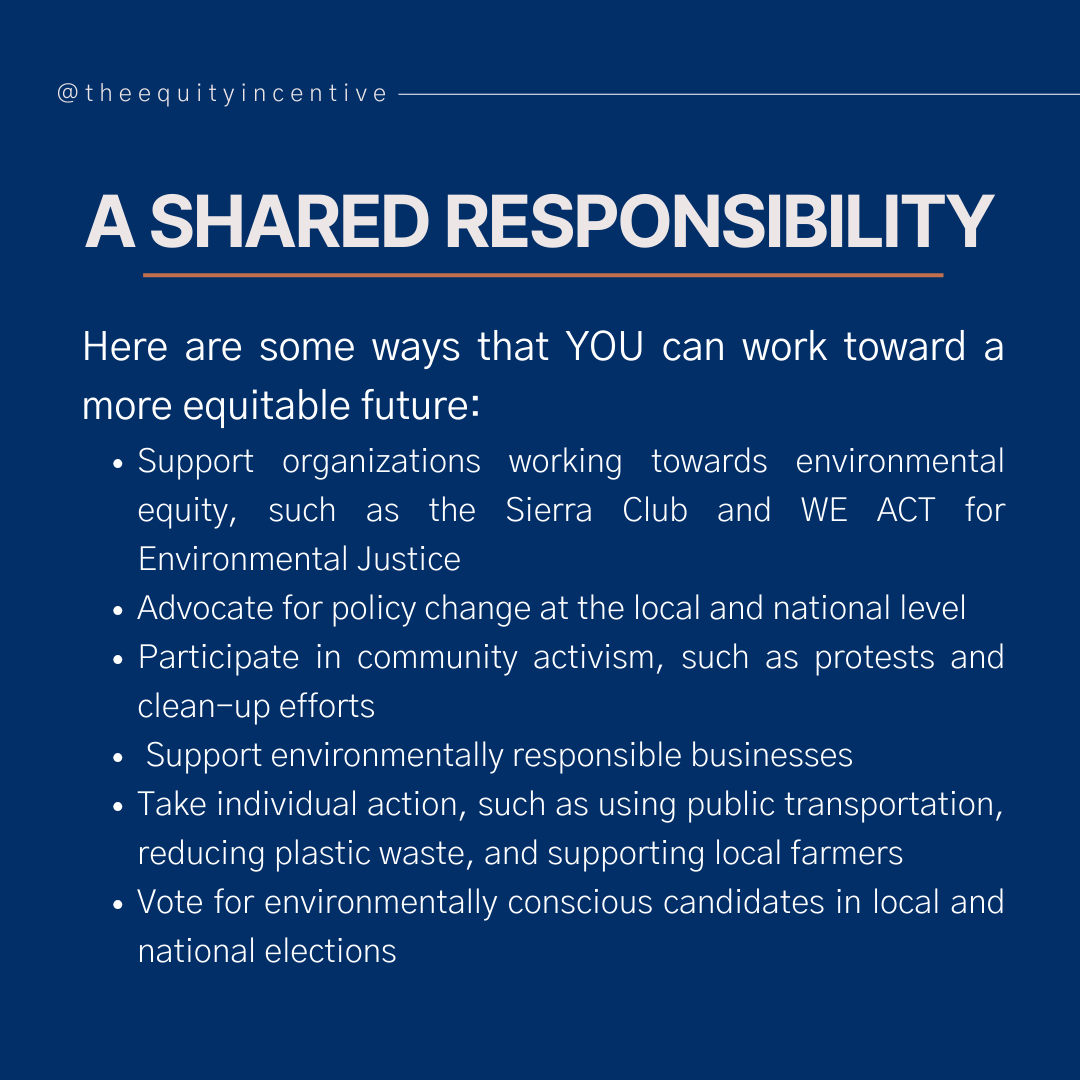 @theequityincentive
A SHARED RESPONSIBILITY
Here are some ways that YOU can work toward a
more equitable future:
• Support organizations working towards environmental
equity, such as the Sierra Club and WE ACT for
Environmental Justice
• Advocate for policy change at the local and national level
• Participate in community activism, such as protests and
clean-up efforts
• Support environmentally responsible businesses
• Take individual action, such as using public transportation,
reducing plastic waste, and supporting local farmers
• Vote for environmentally conscious candidates in local and
national elections